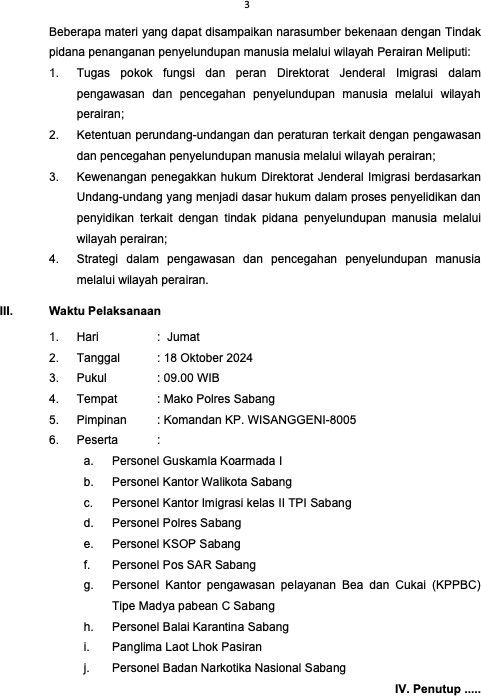 3
Beberapa materi yang dapat disampaikan narasumber bekenaan dengan Tindak
pidana penanganan penyelundupan manusia melalui wilayah Perairan Meliputi:
1. Tugas pokok fungsi dan peran Direktorat Jenderal Imigrasi dalam
pengawasan dan pencegahan penyelundupan manusia melalui wilayah
perairan;
2. Ketentuan perundang-undangan dan peraturan terkait dengan pengawasan
dan pencegahan penyelundupan manusia melalui wilayah perairan;
3. Kewenangan penegakkan hukum Direktorat Jenderal Imigrasi berdasarkan
Undang-undang yang menjadi dasar hukum dalam proses penyelidikan dan
penyidikan terkait dengan tindak pidana penyelundupan manusia melalui
wilayah perairan;
4. Strategi dalam pengawasan dan pencegahan penyelundupan manusia
melalui wilayah perairan.
III. Waktu Pelaksanaan
1. Hari : Jumat
2. Tanggal : 18 Oktober 2024
3. Pukul : 09.00 WIB
4. Tempat : Mako Polres Sabang
5. Pimpinan : Komandan KP. WISANGGENI-8005
6. Peserta :
a. Personel Guskamla Koarmada I
b. Personel Kantor Walikota Sabang
c. Personel Kantor Imigrasi kelas II TPI Sabang
d. Personel Polres Sabang
e. Personel KSOP Sabang
f. Personel Pos SAR Sabang
g. Personel Kantor pengawasan pelayanan Bea dan Cukai (KPPBC)
Tipe Madya pabean C Sabang
h. Personel Balai Karantina Sabang
i. Panglima Laot Lhok Pasiran
j. Personel Badan Narkotika Nasional Sabang
IV. Penutup .....